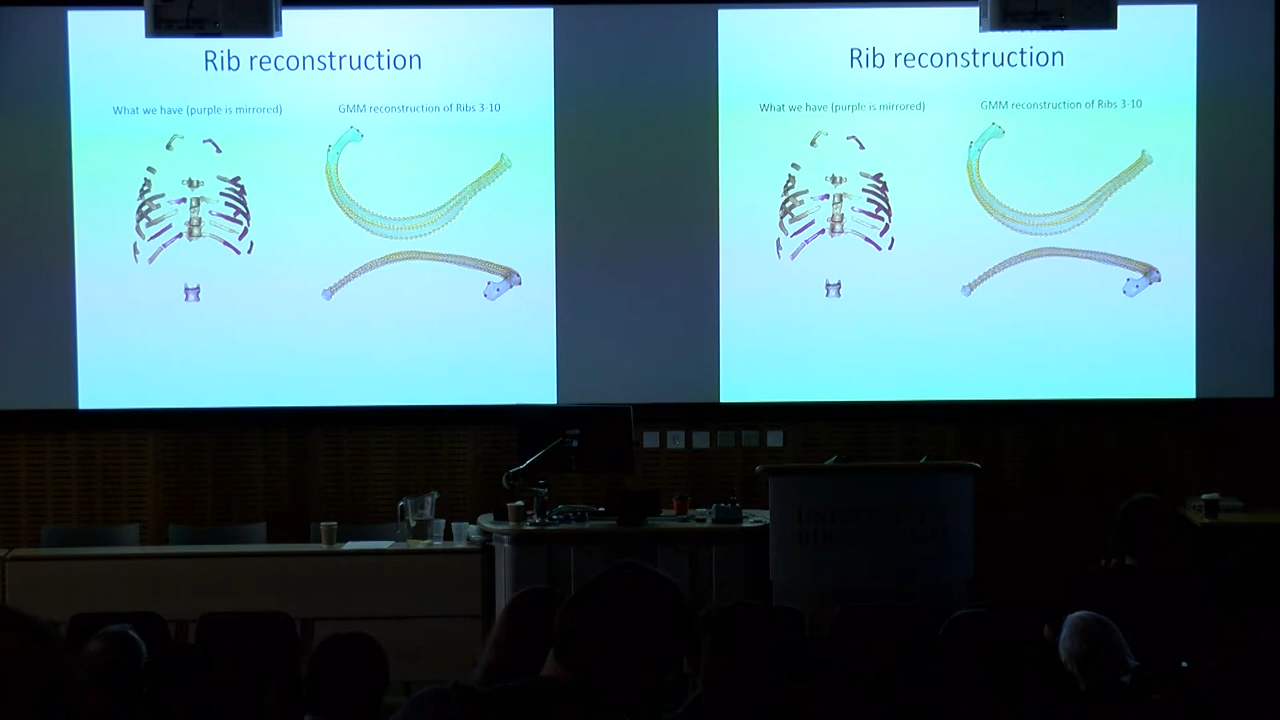 Rib reconstruction
What we have (purple is mirrored)
GMM reconstruction of Ribs 3-10
Rib reconstruction
What we have (purple is mirrored)
GMM reconstruction of Ribs 3-10